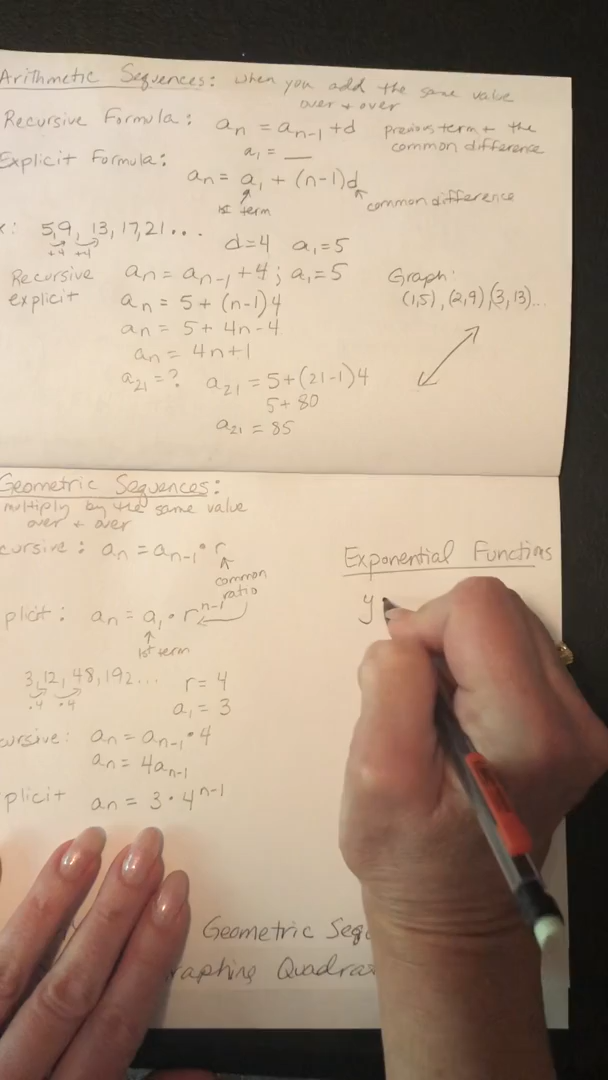 Arithmetic Sequences: when you add the same value
over + over
Recursive Formula: an = an-1 + d previous term + the
common difference
a1 = __
Explicit Formula: an = a1 + (n-1)d
1st term common difference
: 5,9, 13, 17, 21...
+4 +4
d=4 a1=5
Recursive an = an-1 + 4 ; a1 = 5
explicit an = 5 + (n-1)4
an = 5 + 4n - 4
an = 4n+1
a21 = ? a21 = 5+(21-1)4
5 + 80
a21 = 85
Graph:
(1,5), (2,9), (3,13)...
Geometric Sequences:
multiply by the same value
over + over
cursive: an = an-1 · r
common
ratio
plicit: an = a1 · r^n-1
1st term
3, 12, 48, 192... r = 4
·4 ·4
a1 = 3
cursive: an = an-1 · 4
an = 4an-1
plicit an = 3 · 4^n-1
Exponential Functions
y
Geometric Seq
raphing Quadra